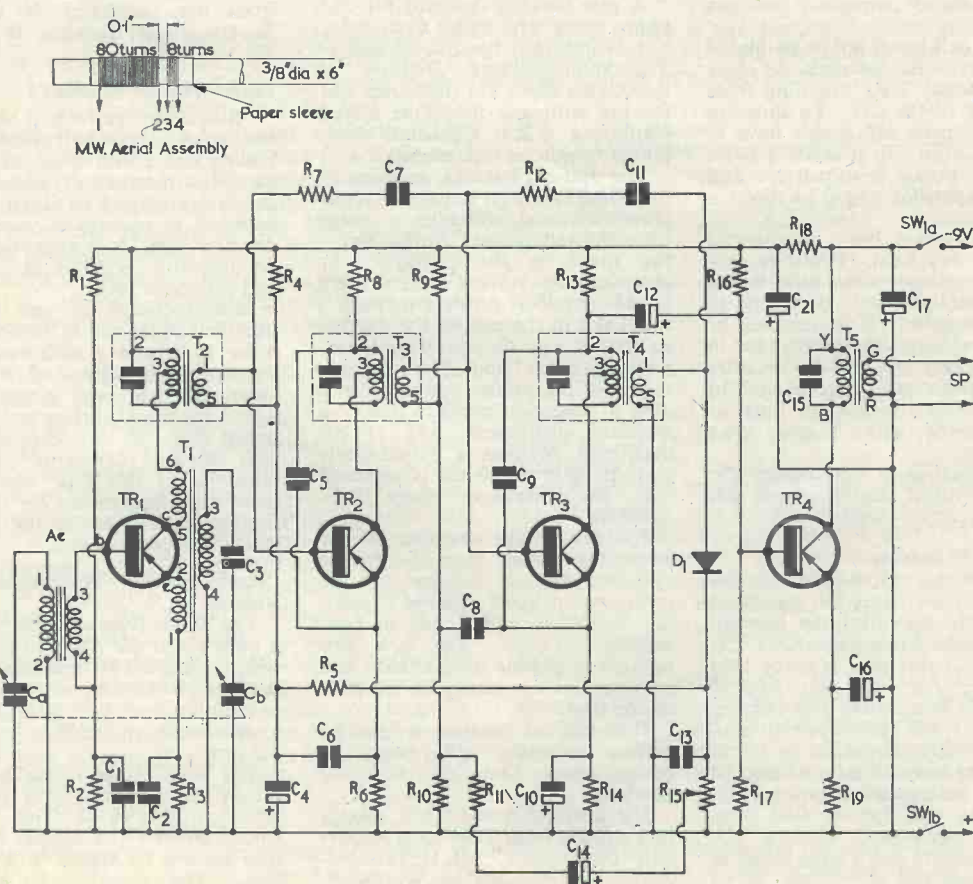 0·1"
80turns 8turns
3/8"dia x 6"
Paper sleeve
1 2 3 4
M.W. Aerial Assembly
R7 C7 R12 C11
R18 SW1a -9V
R1 R4 R8 R9 R13 C12 R16 C21 C17
2 T2 1 3 5
2 T3 1 3 5
2 T4 1 3 5
Y T5 G
C15 B R SP
T1
6 3
C5 C9
TR1 TR2 TR3 TR4
Ae b c 5 C3 D1
1 3 e 2 4
2 4 1
C8
Ca Cb R5 C16
C6 C13
R2 C1 C2 R3 C4 R6 R10 R11 C10 R14 R15 R17 R19
SW1b +
C14